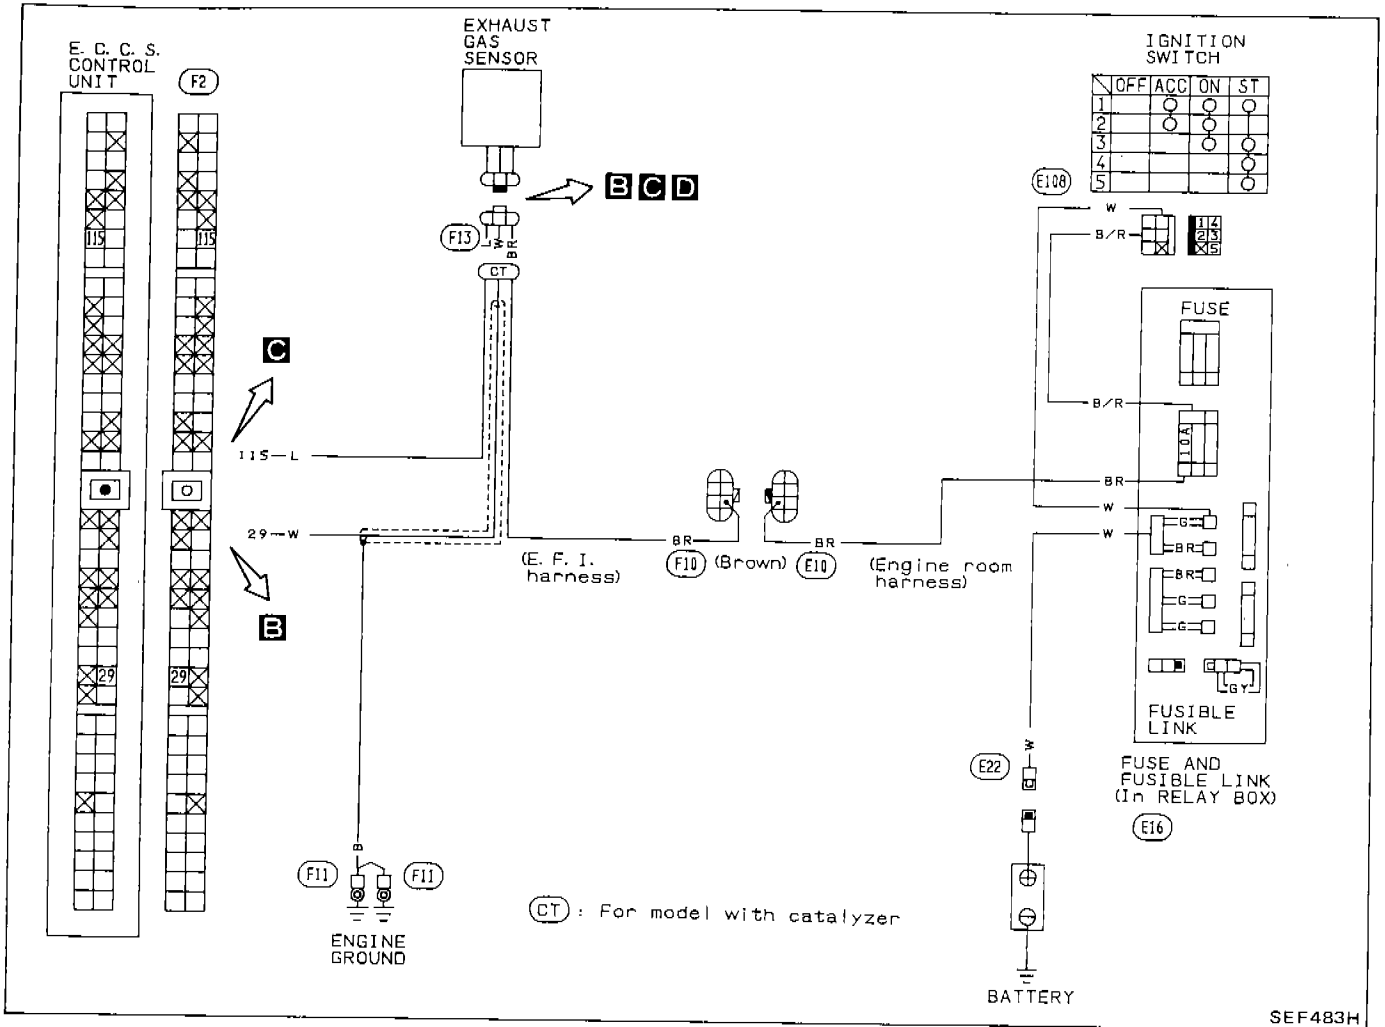 E. C. C. S.
CONTROL
UNIT
F2
115
115
29
29
EXHAUST
GAS
SENSOR
B C D
F13
L
W
BR
CT
C
115-L
29-W
B
(E. F. I.
harness)
BR
F10
(Brown)
E10
BR
(Engine room
harness)
B
F11
F11
ENGINE
GROUND
CT : For model with catalyzer
IGNITION
SWITCH
OFF ACC ON ST
1
2
3
4
5
E108
W
B/R
1 4
2 3
5
FUSE
B/R
10A
BR
W
W
G
BR
BR
G
G
GY
FUSIBLE
LINK
W
E22
FUSE AND
FUSIBLE LINK
(In RELAY BOX)
E16
BATTERY
SEF483H